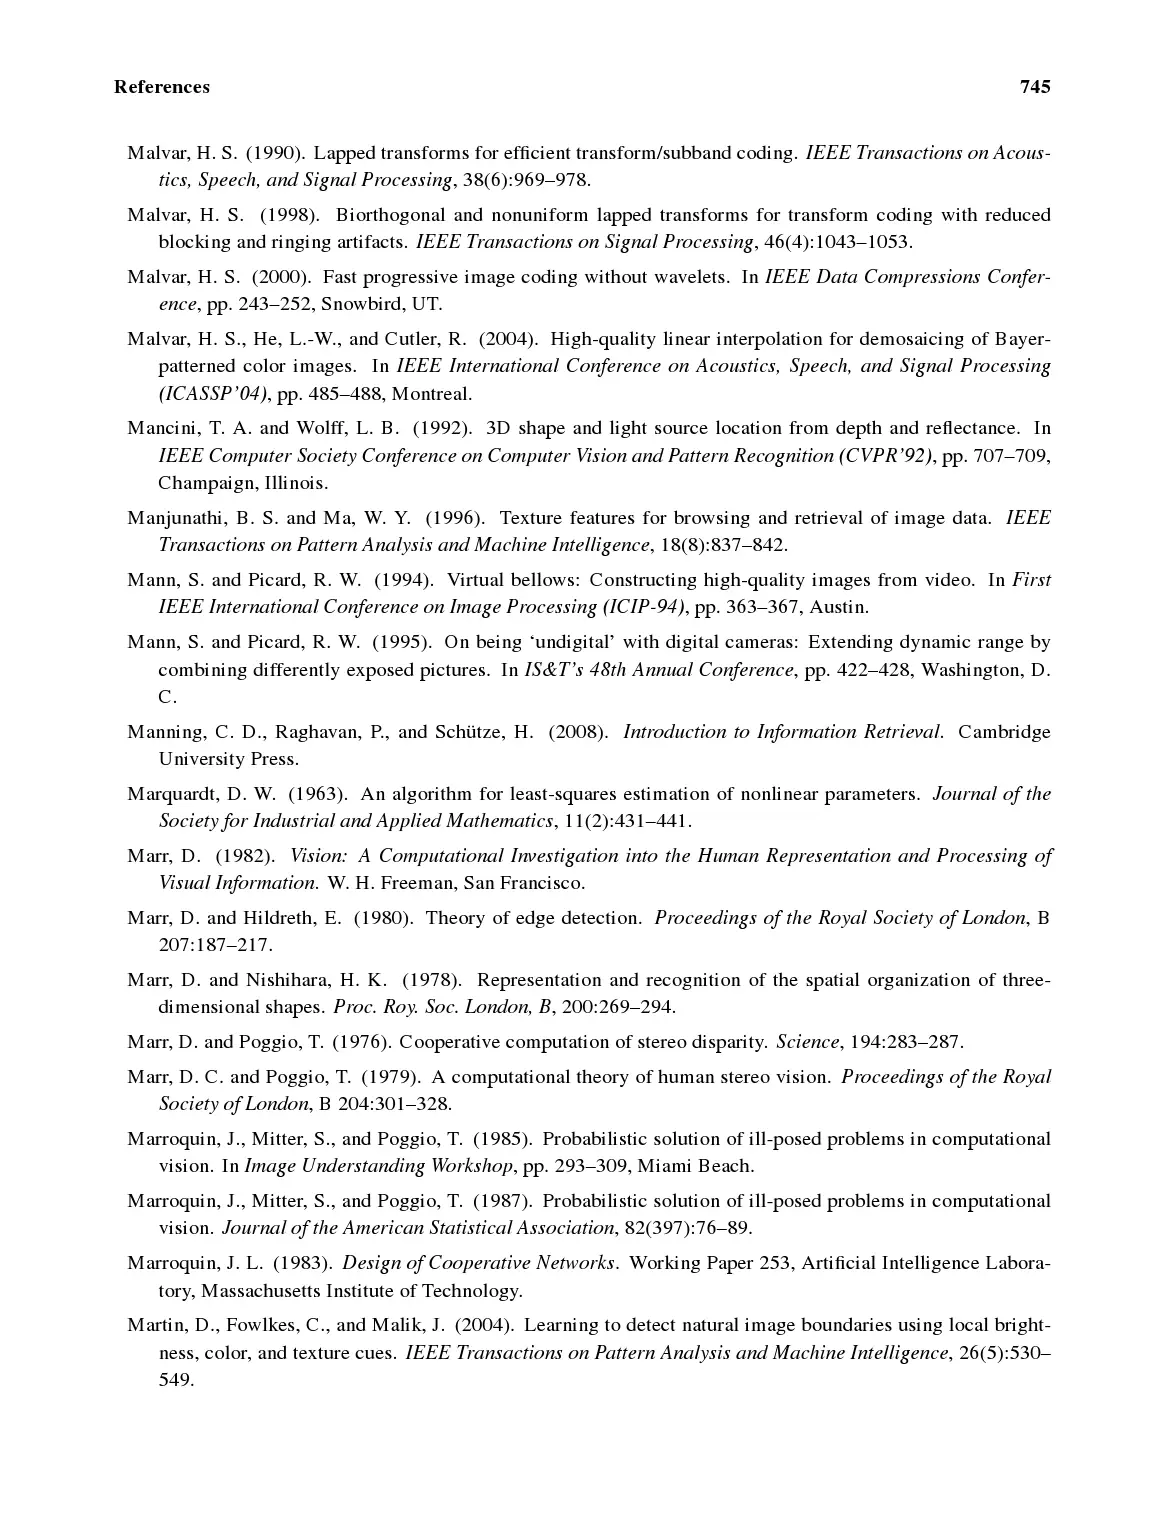 References 745
Malvar, H. S. (1990). Lapped transforms for efficient transform/subband coding. IEEE Transactions on Acous-
tics, Speech, and Signal Processing, 38(6):969–978.
Malvar, H. S. (1998). Biorthogonal and nonuniform lapped transforms for transform coding with reduced
blocking and ringing artifacts. IEEE Transactions on Signal Processing, 46(4):1043–1053.
Malvar, H. S. (2000). Fast progressive image coding without wavelets. In IEEE Data Compressions Confer-
ence, pp. 243–252, Snowbird, UT.
Malvar, H. S., He, L.-W., and Cutler, R. (2004). High-quality linear interpolation for demosaicing of Bayer-
patterned color images. In IEEE International Conference on Acoustics, Speech, and Signal Processing
(ICASSP’04), pp. 485–488, Montreal.
Mancini, T. A. and Wolff, L. B. (1992). 3D shape and light source location from depth and reflectance. In
IEEE Computer Society Conference on Computer Vision and Pattern Recognition (CVPR’92), pp. 707–709,
Champaign, Illinois.
Manjunathi, B. S. and Ma, W. Y. (1996). Texture features for browsing and retrieval of image data. IEEE
Transactions on Pattern Analysis and Machine Intelligence, 18(8):837–842.
Mann, S. and Picard, R. W. (1994). Virtual bellows: Constructing high-quality images from video. In First
IEEE International Conference on Image Processing (ICIP-94), pp. 363–367, Austin.
Mann, S. and Picard, R. W. (1995). On being ‘undigital’ with digital cameras: Extending dynamic range by
combining differently exposed pictures. In IS&T’s 48th Annual Conference, pp. 422–428, Washington, D.
C.
Manning, C. D., Raghavan, P., and Schütze, H. (2008). Introduction to Information Retrieval. Cambridge
University Press.
Marquardt, D. W. (1963). An algorithm for least-squares estimation of nonlinear parameters. Journal of the
Society for Industrial and Applied Mathematics, 11(2):431–441.
Marr, D. (1982). Vision: A Computational Investigation into the Human Representation and Processing of
Visual Information. W. H. Freeman, San Francisco.
Marr, D. and Hildreth, E. (1980). Theory of edge detection. Proceedings of the Royal Society of London, B
207:187–217.
Marr, D. and Nishihara, H. K. (1978). Representation and recognition of the spatial organization of three-
dimensional shapes. Proc. Roy. Soc. London, B, 200:269–294.
Marr, D. and Poggio, T. (1976). Cooperative computation of stereo disparity. Science, 194:283–287.
Marr, D. C. and Poggio, T. (1979). A computational theory of human stereo vision. Proceedings of the Royal
Society of London, B 204:301–328.
Marroquin, J., Mitter, S., and Poggio, T. (1985). Probabilistic solution of ill-posed problems in computational
vision. In Image Understanding Workshop, pp. 293–309, Miami Beach.
Marroquin, J., Mitter, S., and Poggio, T. (1987). Probabilistic solution of ill-posed problems in computational
vision. Journal of the American Statistical Association, 82(397):76–89.
Marroquin, J. L. (1983). Design of Cooperative Networks. Working Paper 253, Artificial Intelligence Labora-
tory, Massachusetts Institute of Technology.
Martin, D., Fowlkes, C., and Malik, J. (2004). Learning to detect natural image boundaries using local bright-
ness, color, and texture cues. IEEE Transactions on Pattern Analysis and Machine Intelligence, 26(5):530–
549.